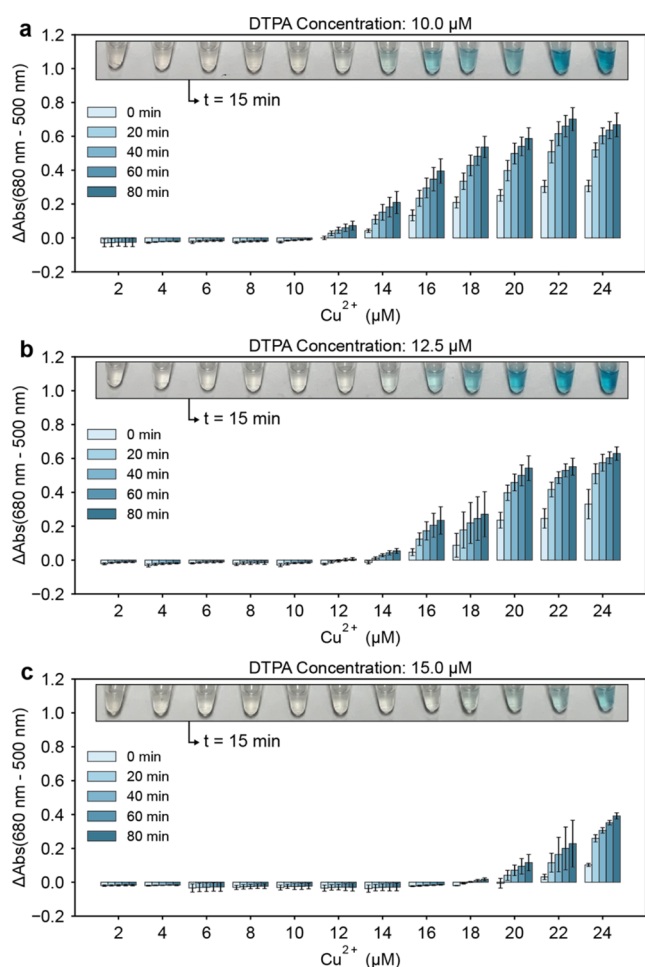 a
DTPA Concentration: 10.0 µM
1.2
1.0
0.8
0.6
0.4
0.2
0.0
−0.2
ΔAbs(680 nm - 500 nm)
t = 15 min
0 min
20 min
40 min
60 min
80 min
2 4 6 8 10 12 14 16 18 20 22 24
Cu²⁺ (µM)
b
DTPA Concentration: 12.5 µM
1.2
1.0
0.8
0.6
0.4
0.2
0.0
−0.2
ΔAbs(680 nm - 500 nm)
t = 15 min
0 min
20 min
40 min
60 min
80 min
2 4 6 8 10 12 14 16 18 20 22 24
Cu²⁺ (µM)
c
DTPA Concentration: 15.0 µM
1.2
1.0
0.8
0.6
0.4
0.2
0.0
−0.2
ΔAbs(680 nm - 500 nm)
t = 15 min
0 min
20 min
40 min
60 min
80 min
2 4 6 8 10 12 14 16 18 20 22 24
Cu²⁺ (µM)